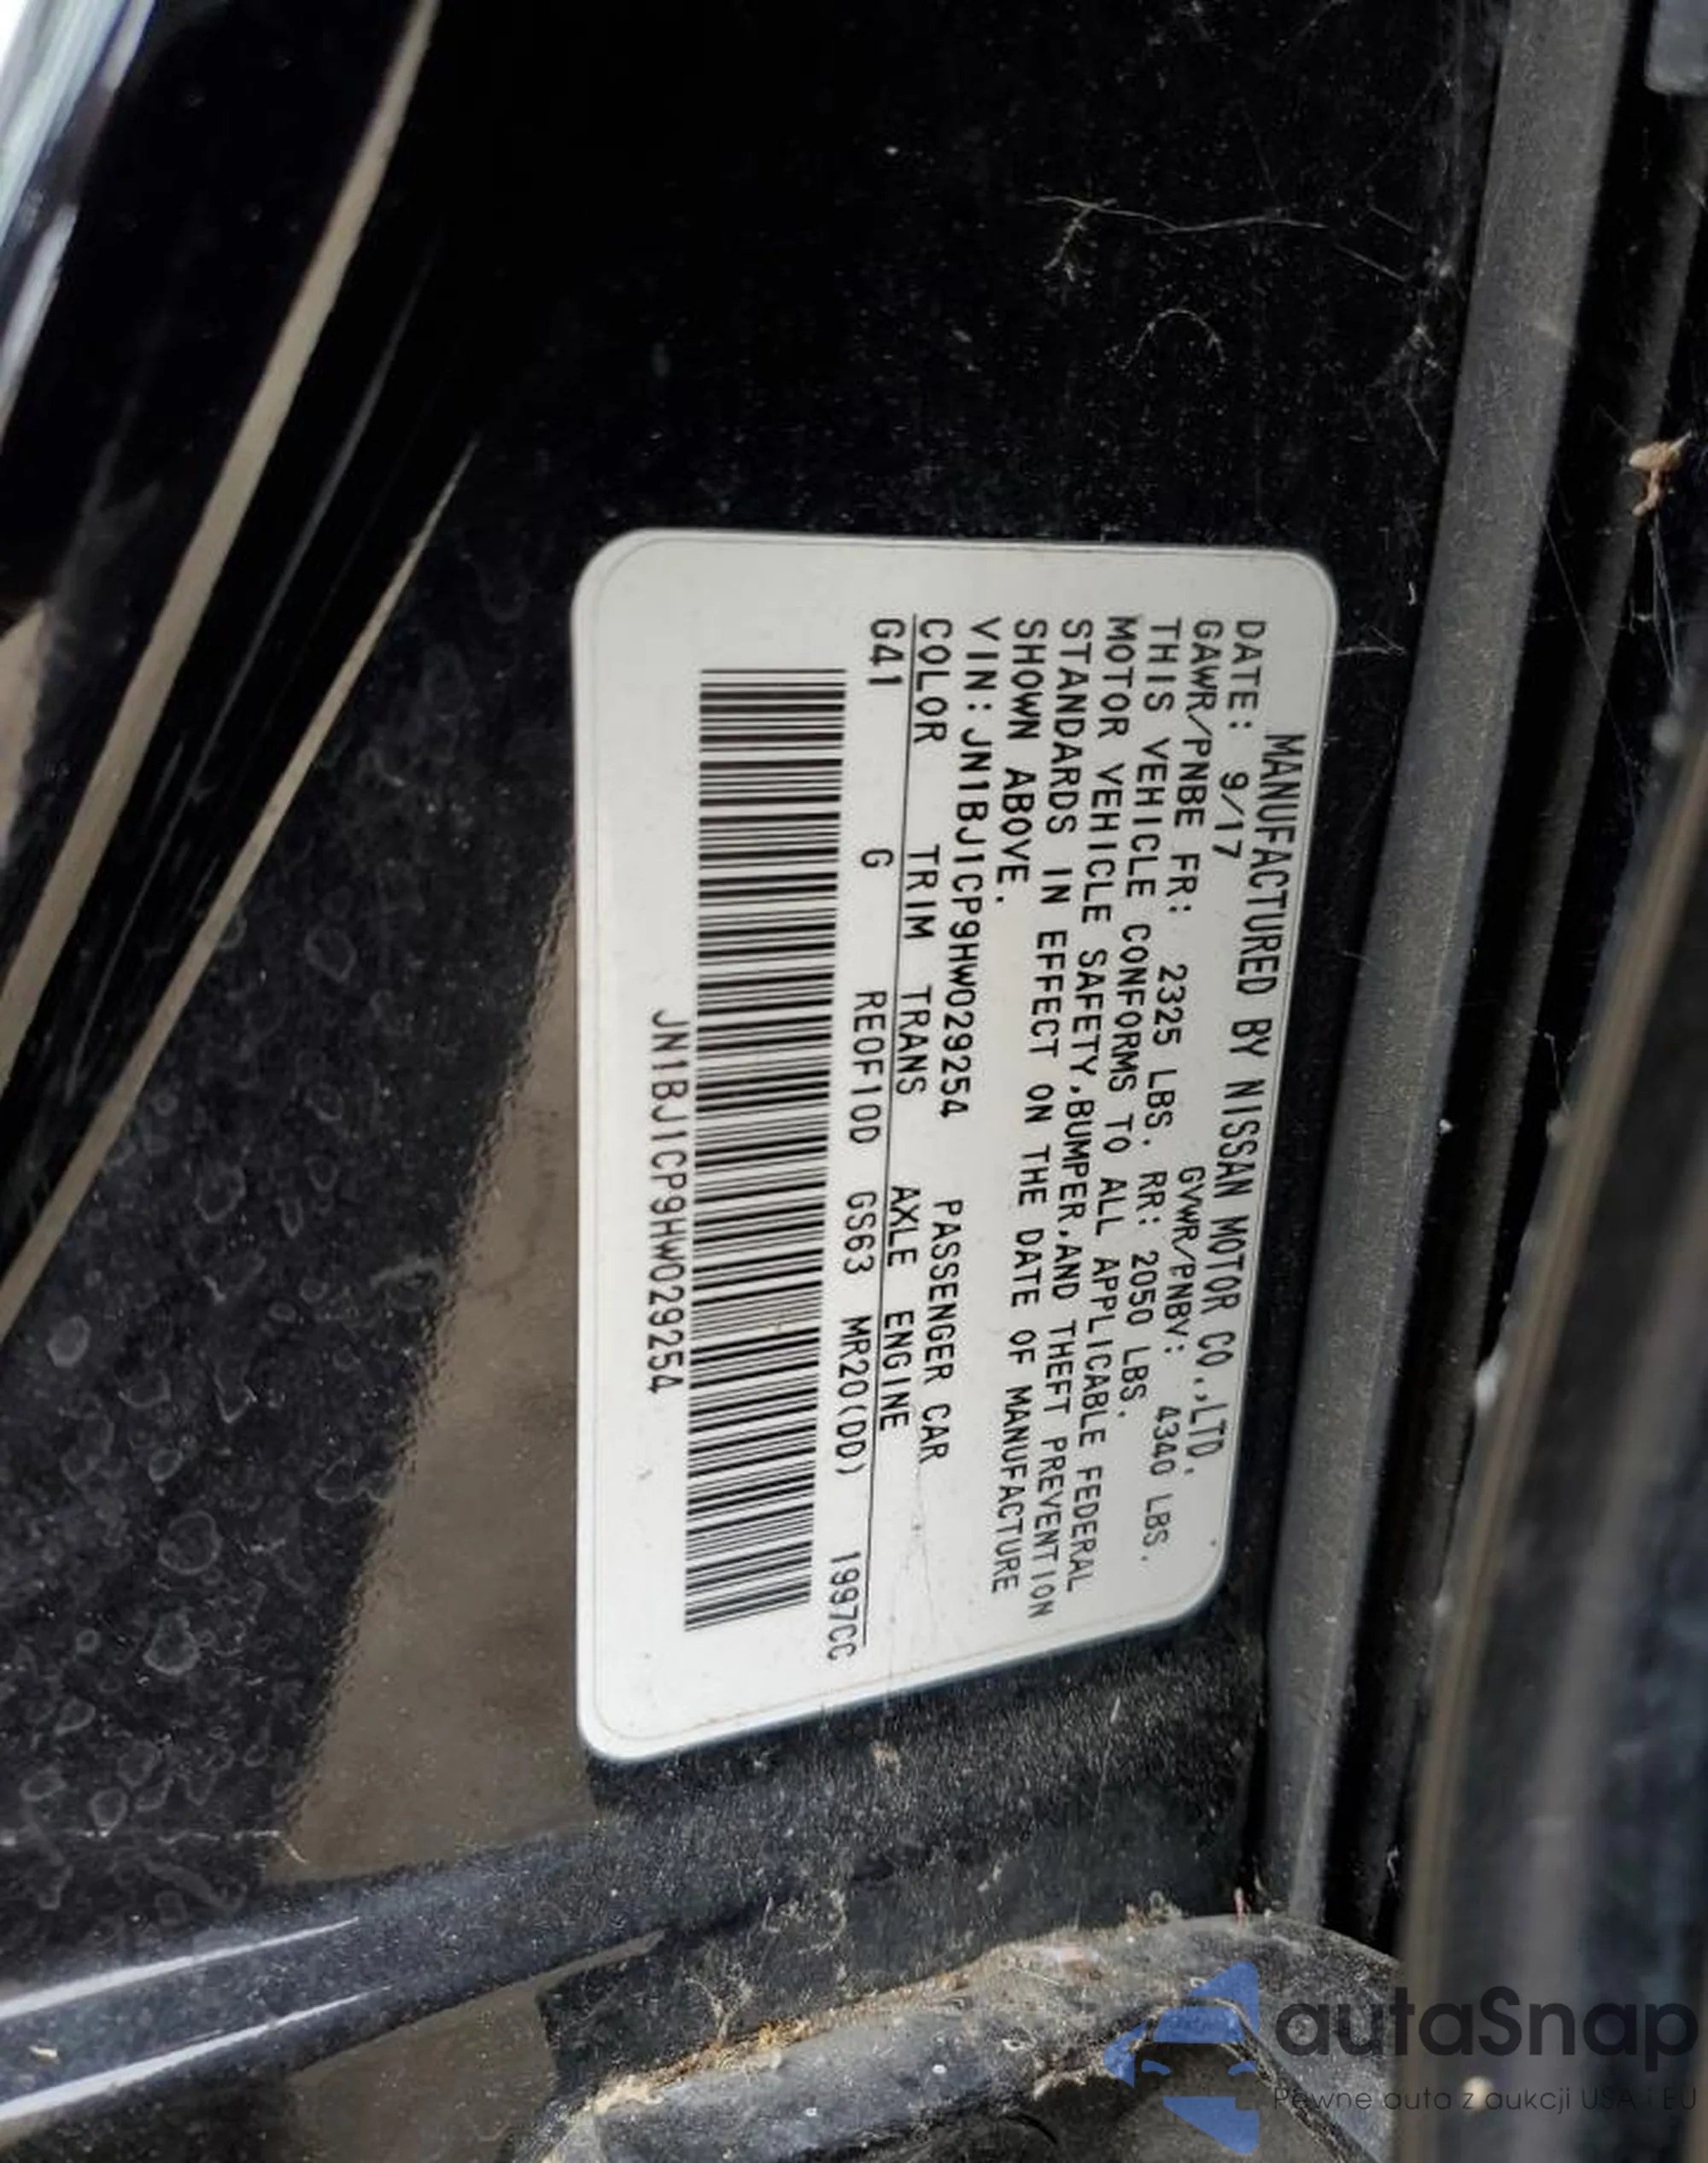 MANUFACTURED BY NISSAN MOTOR CO.,LTD.
DATE: 9/17 GVWR/PNBV: 4340 LBS.
GAWR/PNBE FR: 2325 LBS. RR: 2050 LBS.
THIS VEHICLE CONFORMS TO ALL APPLICABLE FEDERAL
MOTOR VEHICLE SAFETY,BUMPER,AND THEFT PREVENTION
STANDARDS IN EFFECT ON THE DATE OF MANUFACTURE
SHOWN ABOVE.
VIN:JN1BJ1CP9HW029254 PASSENGER CAR
COLOR TRIM TRANS AXLE ENGINE
G41 G RE0F10D GS63 MR20(DD) 1997CC
JN1BJ1CP9HW029254
autaSnap
Pewne auta z aukcji USA i EU